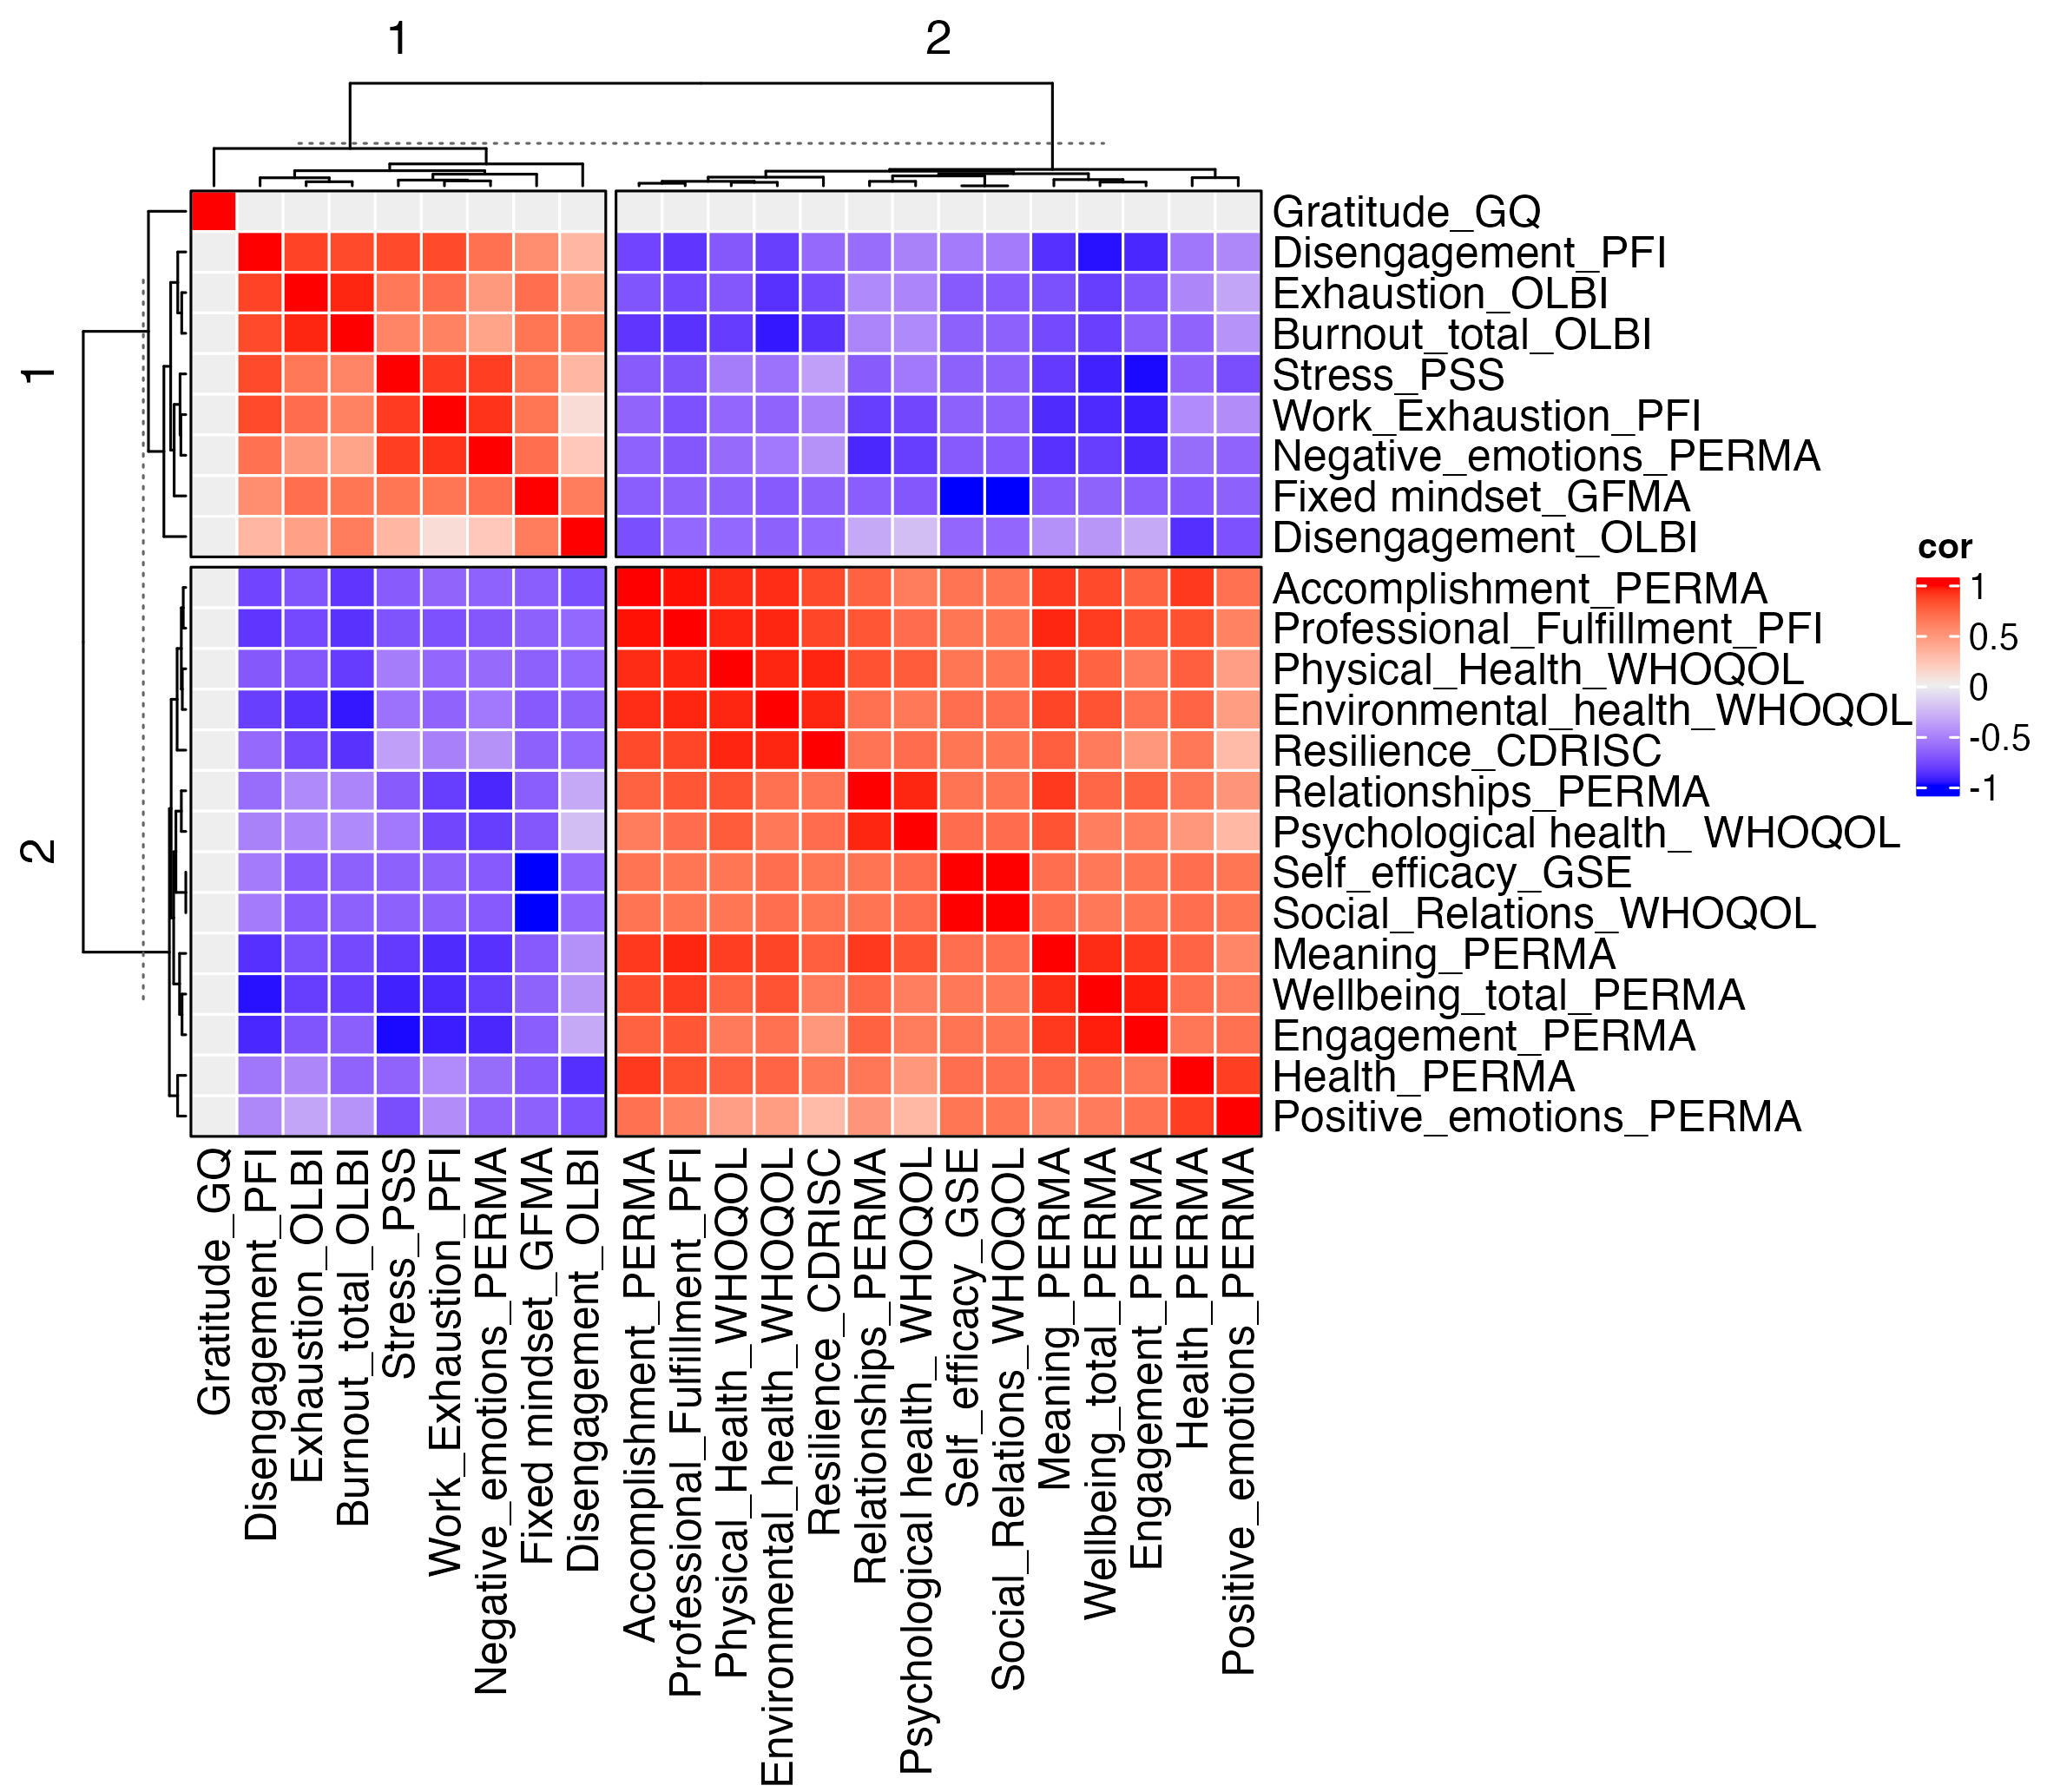 1
2
1
2
Gratitude_GQ
Disengagement_PFI
Exhaustion_OLBI
Burnout_total_OLBI
Stress_PSS
Work_Exhaustion_PFI
Negative_emotions_PERMA
Fixed mindset_GFMA
Disengagement_OLBI
Accomplishment_PERMA
Professional_Fulfillment_PFI
Physical_Health_WHOQOL
Environmental_health_WHOQOL
Resilience_CDRISC
Relationships_PERMA
Psychological health_ WHOQOL
Self_efficacy_GSE
Social_Relations_WHOQOL
Meaning_PERMA
Wellbeing_total_PERMA
Engagement_PERMA
Health_PERMA
Positive_emotions_PERMA
cor
1
0.5
0
-0.5
-1
Gratitude_GQ
Disengagement_PFI
Exhaustion_OLBI
Burnout_total_OLBI
Stress_PSS
Work_Exhaustion_PFI
Negative_emotions_PERMA
Fixed mindset_GFMA
Disengagement_OLBI
Accomplishment_PERMA
Professional_Fulfillment_PFI
Physical_Health_WHOQOL
Environmental_health_WHOQOL
Resilience_CDRISC
Relationships_PERMA
Psychological health_ WHOQOL
Self_efficacy_GSE
Social_Relations_WHOQOL
Meaning_PERMA
Wellbeing_total_PERMA
Engagement_PERMA
Health_PERMA
Positive_emotions_PERMA